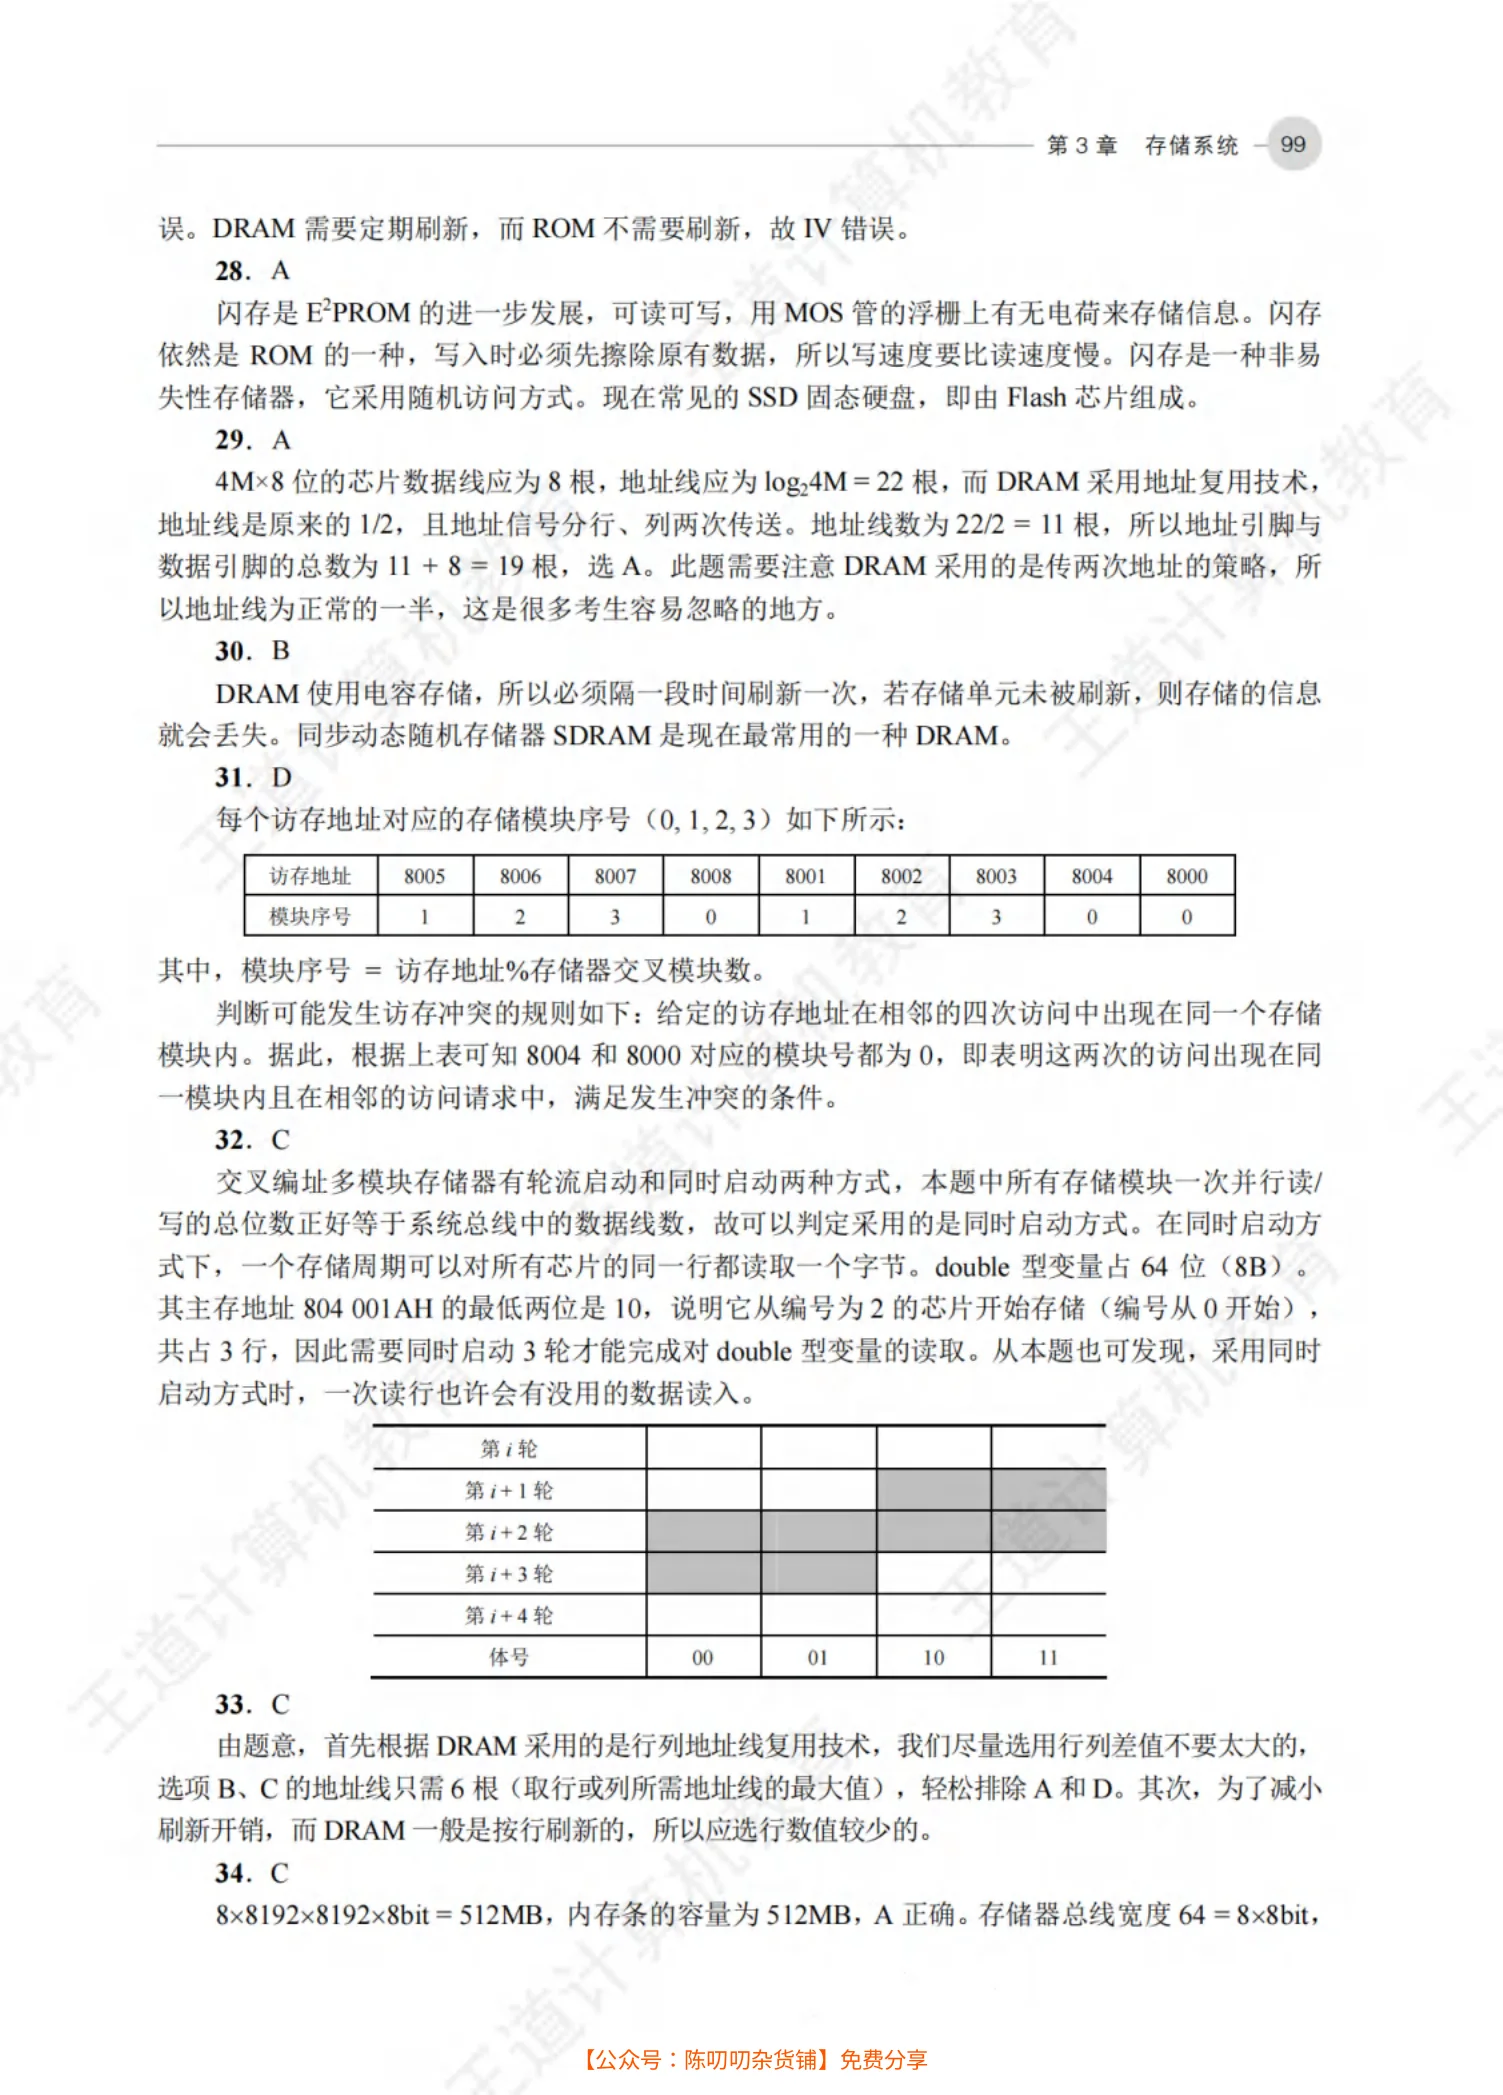 第 3 章 存储系统 99
误。DRAM 需要定期刷新，而 ROM 不需要刷新，故 IV 错误。
28. A
闪存是 E²PROM 的进一步发展，可读可写，用 MOS 管的浮栅上有无电荷来存储信息。闪存
依然是 ROM 的一种，写入时必须先擦除原有数据，所以写速度要比读速度慢。闪存是一种非易
失性存储器，它采用随机访问方式。现在常见的 SSD 固态硬盘，即由 Flash 芯片组成。
29. A
4M×8 位的芯片数据线应为 8 根，地址线应为 log₂4M = 22 根，而 DRAM 采用地址复用技术，
地址线是原来的 1/2，且地址信号分行、列两次传送。地址线数为 22/2 = 11 根，所以地址引脚与
数据引脚的总数为 11 + 8 = 19 根，选 A。此题需要注意 DRAM 采用的是传两次地址的策略，所
以地址线为正常的一半，这是很多考生容易忽略的地方。
30. B
DRAM 使用电容存储，所以必须隔一段时间刷新一次，若存储单元未被刷新，则存储的信息
就会丢失。同步动态随机存储器 SDRAM 是现在最常用的一种 DRAM。
31. D
每个访存地址对应的存储模块序号（0, 1, 2, 3）如下所示：
访存地址 8005 8006 8007 8008 8001 8002 8003 8004 8000
模块序号 1 2 3 0 1 2 3 0 0
其中，模块序号 = 访存地址%存储器交叉模块数。
判断可能发生访存冲突的规则如下：给定的访存地址在相邻的四次访问中出现在同一个存储
模块内。据此，根据上表可知 8004 和 8000 对应的模块号都为 0，即表明这两次的访问出现在同
一模块内且在相邻的访问请求中，满足发生冲突的条件。
32. C
交叉编址多模块存储器有轮流启动和同时启动两种方式，本题中所有存储模块一次并行读/
写的总位数正好等于系统总线中的数据线数，故可以判定采用的是同时启动方式。在同时启动方
式下，一个存储周期可以对所有芯片的同一行都读取一个字节。double 型变量占 64 位（8B）。
其主存地址 804 001AH 的最低两位是 10，说明它从编号为 2 的芯片开始存储（编号从 0 开始），
共占 3 行，因此需要同时启动 3 轮才能完成对 double 型变量的读取。从本题也可发现，采用同时
启动方式时，一次读行也许会有没用的数据读入。
第 i 轮
第 i + 1 轮
第 i + 2 轮
第 i + 3 轮
第 i + 4 轮
体号 00 01 10 11
33. C
由题意，首先根据 DRAM 采用的是行列地址线复用技术，我们尽量选用行列差值不要太大的，
选项 B、C 的地址线只需 6 根（取行或列所需地址线的最大值），轻松排除 A 和 D。其次，为了减小
刷新开销，而 DRAM 一般是按行刷新的，所以应选行数值较少的。
34. C
8×8192×8192×8bit = 512MB，内存条的容量为 512MB，A 正确。存储器总线宽度 64 = 8×8bit，
【公众号：陈叨叨杂货铺】免费分享